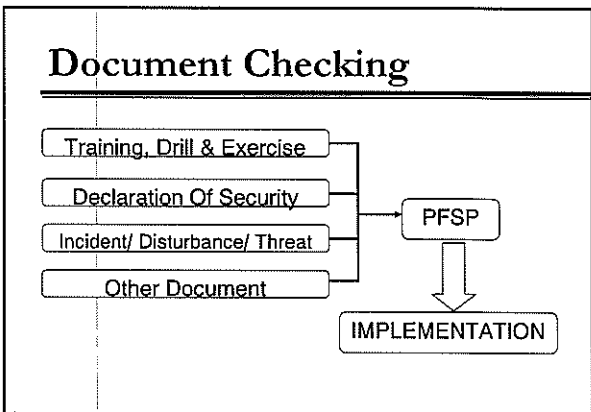 Document Checking
Training, Drill & Exercise
Declaration Of Security
Incident/ Disturbance/ Threat
Other Document
PFSP
IMPLEMENTATION